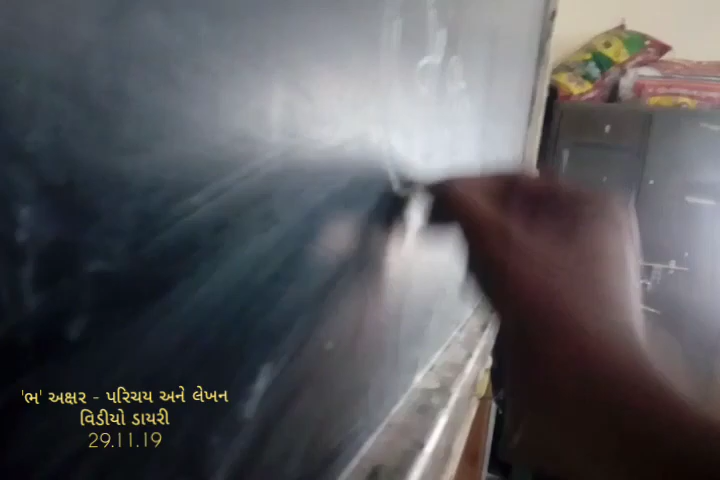 'ભ' અક્ષર - પરિચય અને લેખન
વિડીયો ડાયરી
29.11.19